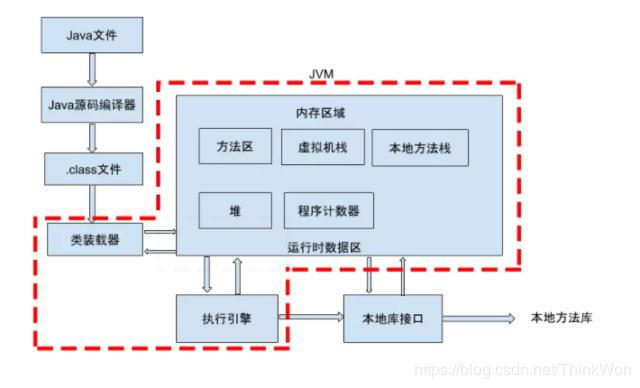 Java文件
JVM
Java源码编译器
内存区域
方法区
虚拟机栈
本地方法栈
.class文件
堆
程序计数器
类装载器
运行时数据区
执行引擎
本地库接口
本地方法库
https://blog.csdn.net/ThinkWon